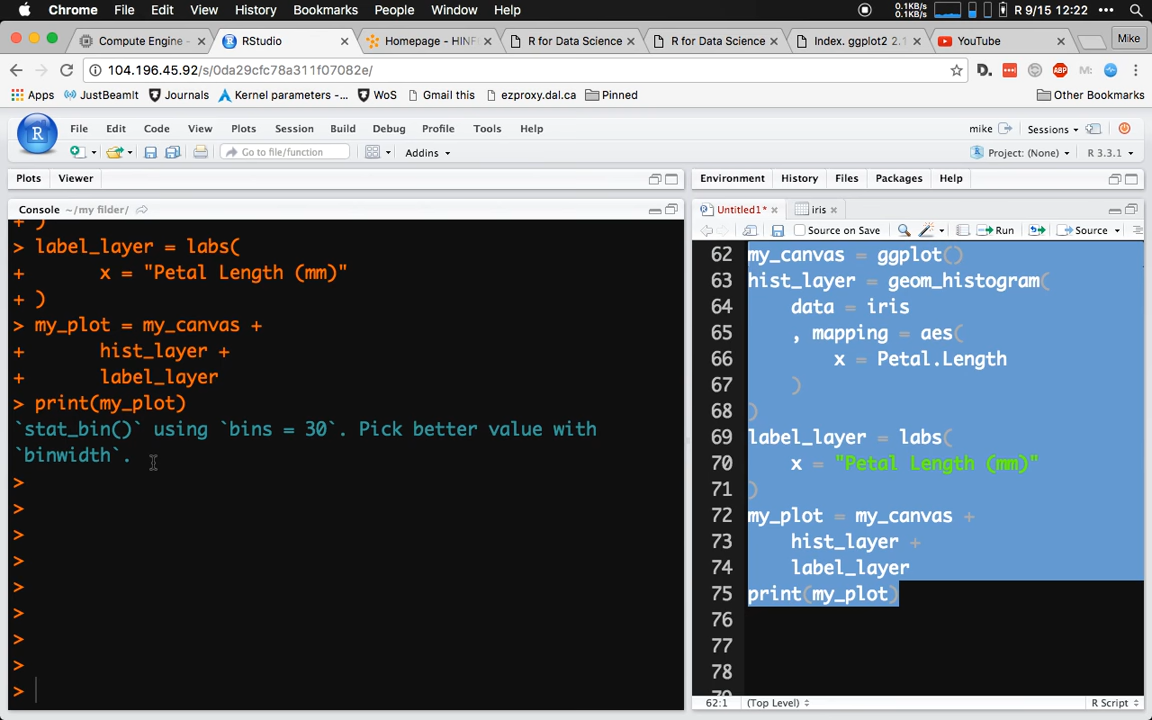 Chrome File Edit View History Bookmarks People Window Help 0.1KB/s 0.1KB/s R 9/15 12:22
Compute Engine - RStudio Homepage - HINF R for Data Science R for Data Science Index. ggplot2 2.1 YouTube Mike
104.196.45.92/s/0da29cfc78a311f07082e/ D. ABP M:
Apps JustBeamIt Journals Kernel parameters -... WoS Gmail this ezproxy.dal.ca Pinned Other Bookmarks
R File Edit Code View Plots Session Build Debug Profile Tools Help mike Sessions
Go to file/function Addins Project: (None) R 3.3.1
Plots Viewer
Environment History Files Packages Help
Console ~/my filder/
Untitled1* iris
Source on Save Run Source
+ )
> label_layer = labs(
+ x = "Petal Length (mm)"
+ )
> my_plot = my_canvas +
+ hist_layer +
+ label_layer
> print(my_plot)
`stat_bin()` using `bins = 30`. Pick better value with
`binwidth`.
>
>
>
>
>
>
>
>
>
62 my_canvas = ggplot()
63 hist_layer = geom_histogram(
64 data = iris
65 , mapping = aes(
66 x = Petal.Length
67 )
68 )
69 label_layer = labs(
70 x = "Petal Length (mm)"
71 )
72 my_plot = my_canvas +
73 hist_layer +
74 label_layer
75 print(my_plot)
76
77
78
62:1 (Top Level) R Script